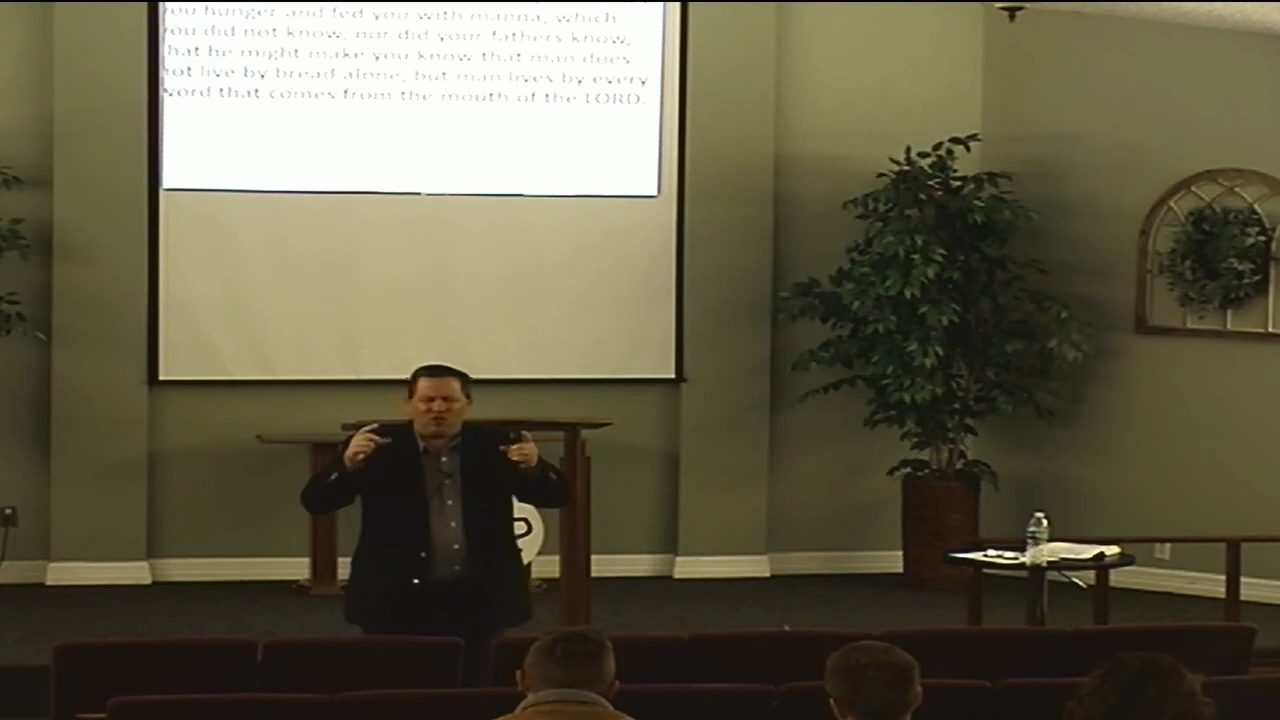 you hunger and fed you with manna, which
you did not know, nor did your fathers know,
that he might make you know that man does
not live by bread alone, but man lives by every
word that comes from the mouth of the LORD.